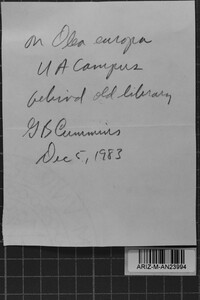 on Olea europa
UA Campus
behind old library
GB Cummins
Dec 5, 1983
ARIZ-M-AN23994